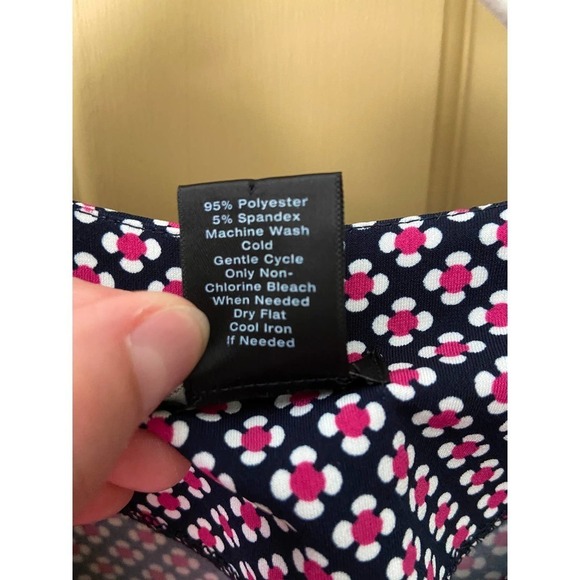 95% Polyester
5% Spandex
Machine Wash
Cold
Gentle Cycle
Only Non-
Chlorine Bleach
When Needed
Dry Flat
Cool Iron
If Needed